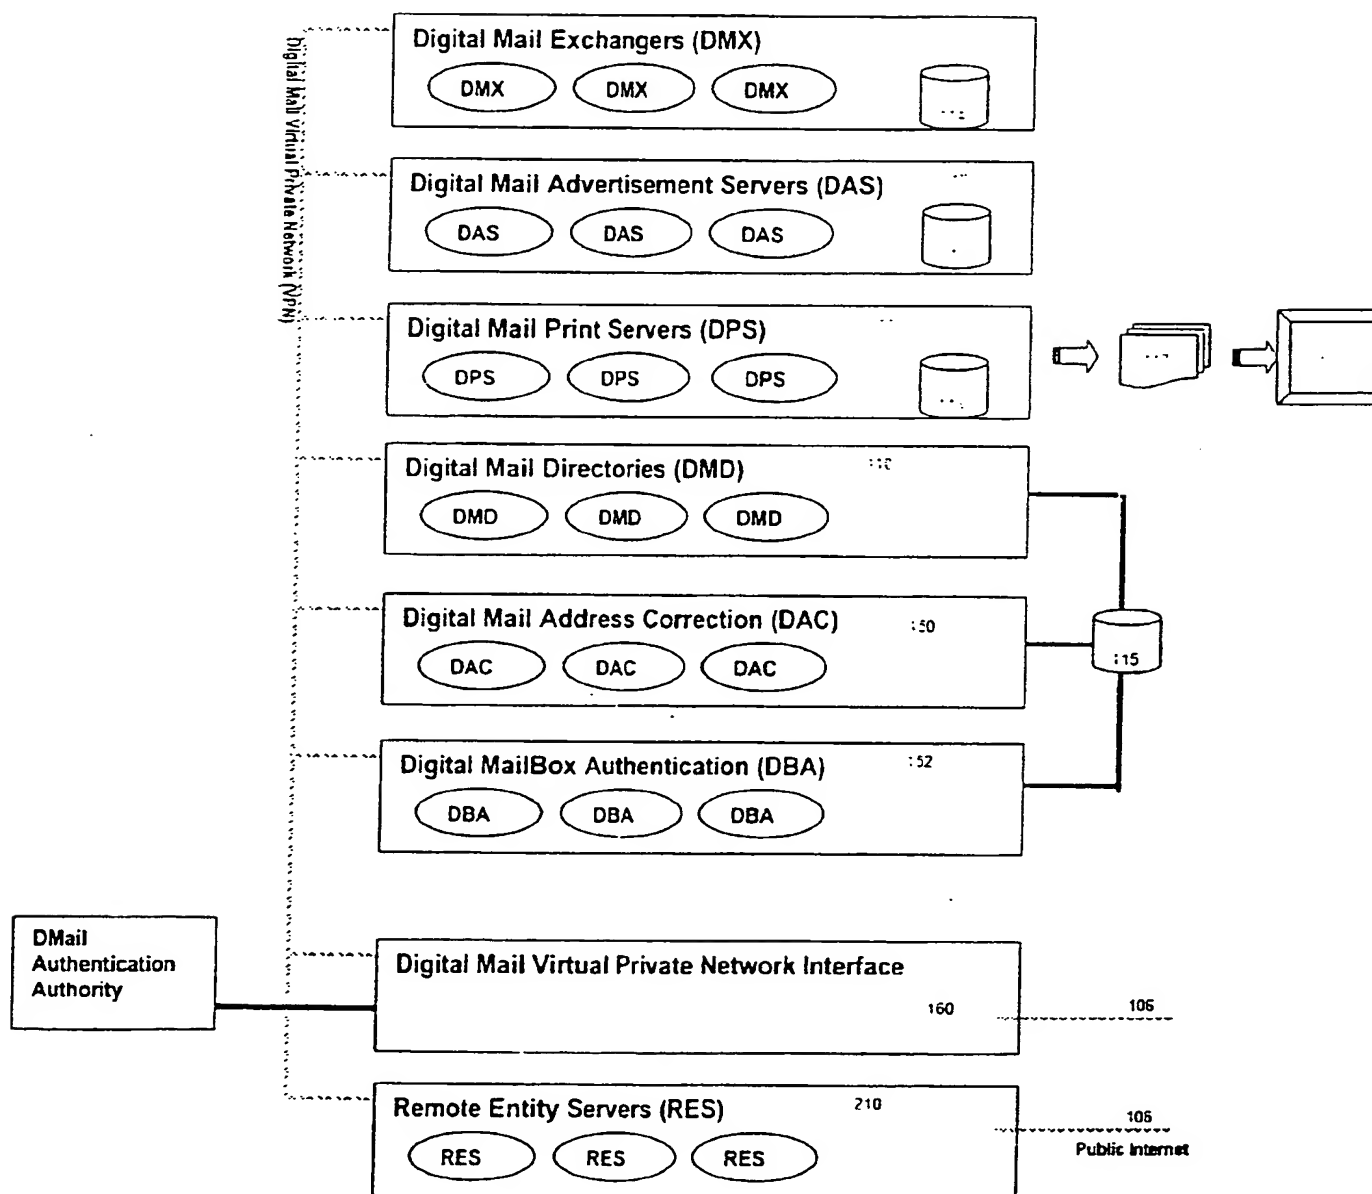 Digital Mail Virtual Private Network (VPN)
Digital Mail Exchangers (DMX)
DMX DMX DMX
Digital Mail Advertisement Servers (DAS)
DAS DAS DAS
Digital Mail Print Servers (DPS)
DPS DPS DPS
Digital Mail Directories (DMD)
DMD DMD DMD
Digital Mail Address Correction (DAC)
150
DAC DAC DAC
115
Digital MailBox Authentication (DBA)
152
DBA DBA DBA
DMail
Authentication
Authority
Digital Mail Virtual Private Network Interface
160
106
Remote Entity Servers (RES)
210
106
Public Internet
RES RES RES